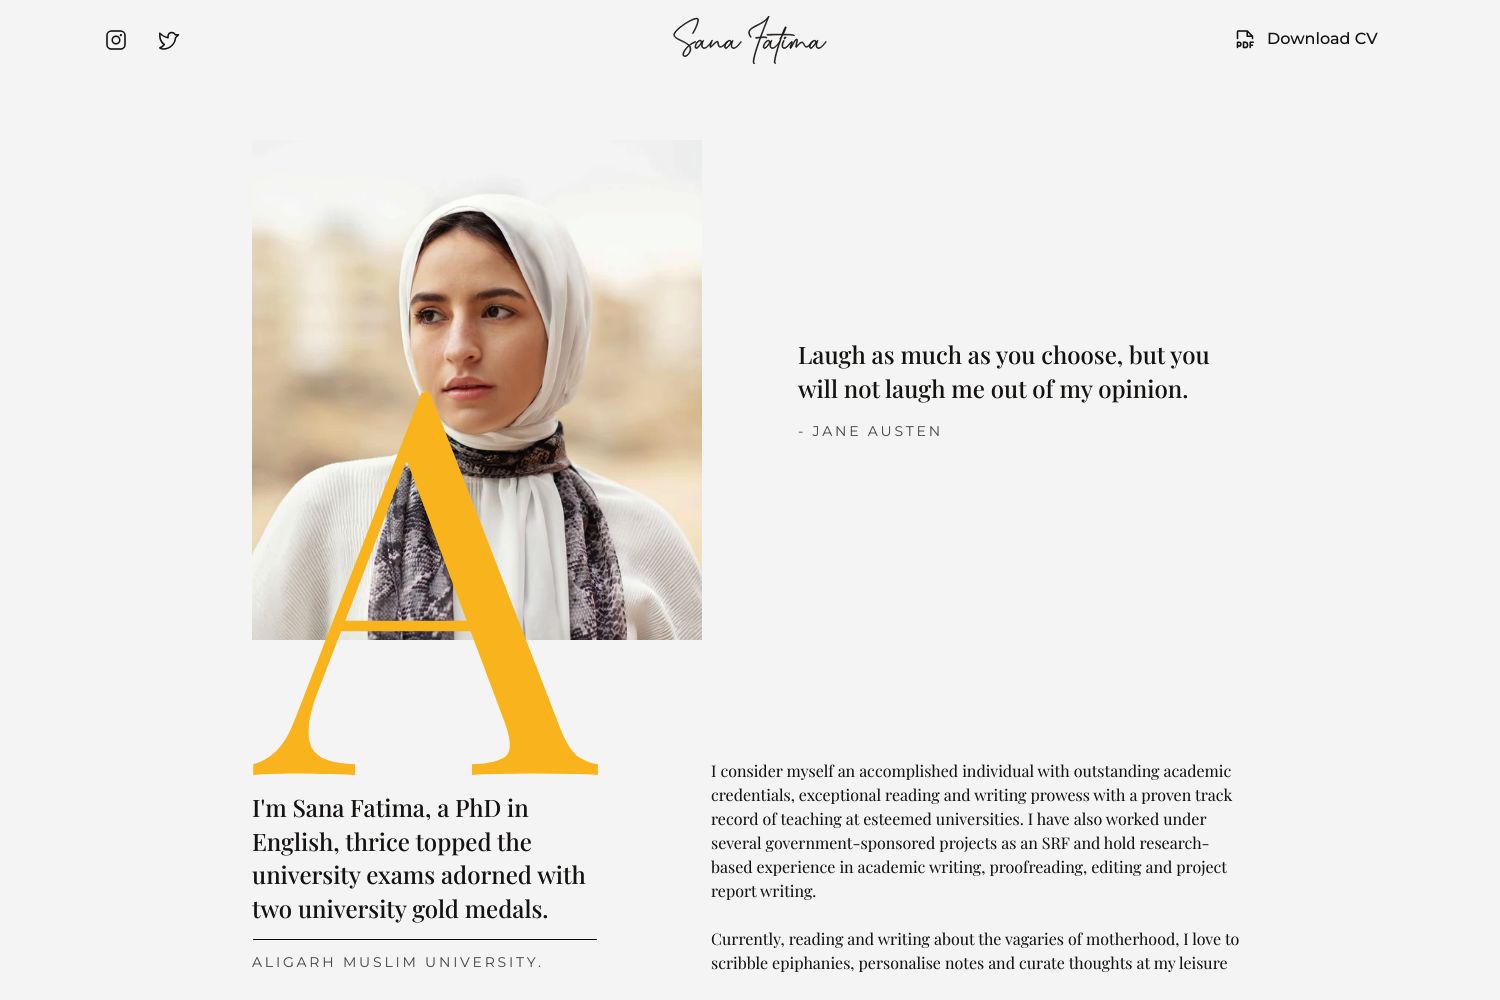 Sana Fatima
PDF
Download CV
Laugh as much as you choose, but you
will not laugh me out of my opinion.
- JANE AUSTEN
A
I'm Sana Fatima, a PhD in
English, thrice topped the
university exams adorned with
two university gold medals.
ALIGARH MUSLIM UNIVERSITY.
I consider myself an accomplished individual with outstanding academic
credentials, exceptional reading and writing prowess with a proven track
record of teaching at esteemed universities. I have also worked under
several government-sponsored projects as an SRF and hold research-
based experience in academic writing, proofreading, editing and project
report writing.
Currently, reading and writing about the vagaries of motherhood, I love to
scribble epiphanies, personalise notes and curate thoughts at my leisure